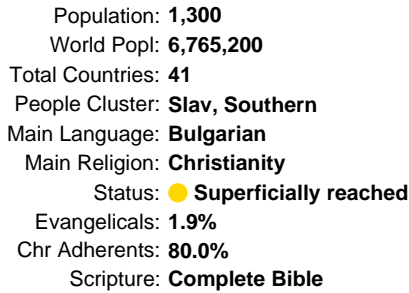 Population: 1,300
World Popl: 6,765,200
Total Countries: 41
People Cluster: Slav, Southern
Main Language: Bulgarian
Main Religion: Christianity
Status: Superficially reached
Evangelicals: 1.9%
Chr Adherents: 80.0%
Scripture: Complete Bible